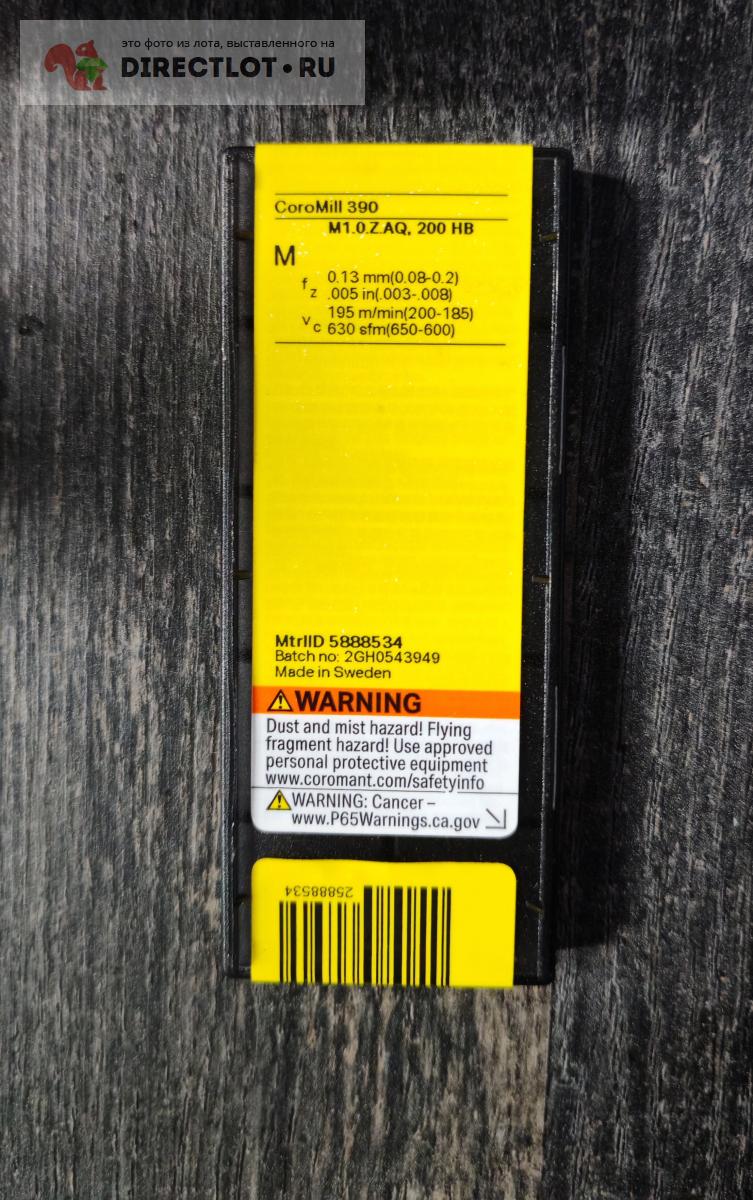 это фото из лота, выставленного на
DIRECTLOT•RU
CoroMill 390
M1.0.Z.AQ, 200 HB
M
fz 0.13 mm(0.08-0.2)
.005 in(.003-.008)
vc 195 m/min(200-185)
630 sfm(650-600)
MtrlID 5888534
Batch no: 2GH0543949
Made in Sweden
WARNING
Dust and mist hazard! Flying
fragment hazard! Use approved
personal protective equipment
www.coromant.com/safetyinfo
WARNING: Cancer –
www.P65Warnings.ca.gov
25888534